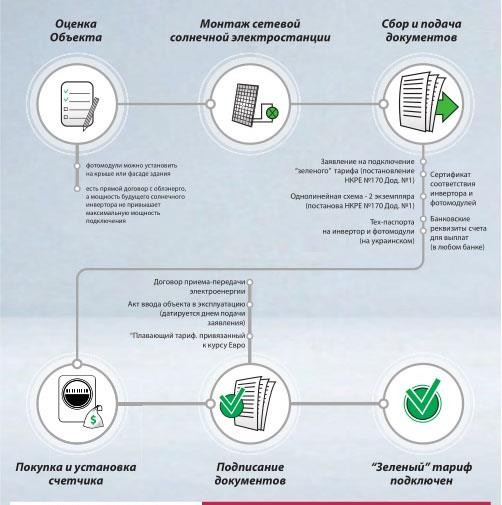 Оценка
Объекта
Монтаж сетевой
солнечной электростанции
Сбор и подача
документов
фотомодули можно установить
на крыше или фасаде здания
есть прямой договор с облэнерго,
а мощность будущего солнечного
инвертора не привышает
максимальную мощность
подключения
Заявление на подключение
"зеленого" тарифа (постановление
НКРЕ №170 Дод. №1)
Однолинейная схема - 2 экземпляра
(постанова НКРЕ №170 Дод. №1)
Тех-паспорта
на инвертор и фотомодули
(на украинском)
Сертификат
соответствия
инвертора и
фотомодулей
Банковские
реквизиты счета
для выплат
(в любом банке)
Договор приема-передачи
электроенергии
Акт ввода объекта в эксплуатацию
(датируется днем подачи
заявления)
"Плавающий тариф. привязанный
к курсу Евро
$
Покупка и установка
счетчика
Подписание
документов
"Зеленый" тариф
подключен